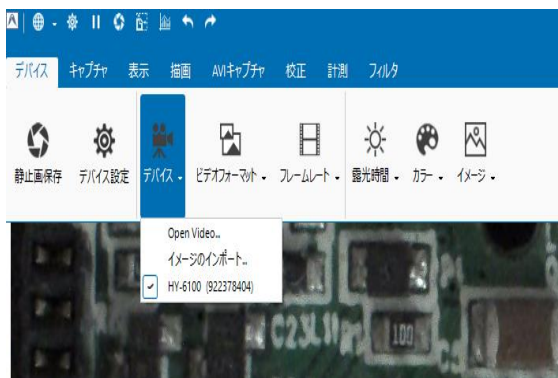 デバイス キャプチャ 表示 描画 AVIキャプチャ 校正 計測 フィルタ
静止画保存 デバイス設定 デバイス ビデオフォーマット フレームレート 露光時間 カラー イメージ
Open Video..
イメージのインポート..
HY-6100 (922378404)
C23L11
100